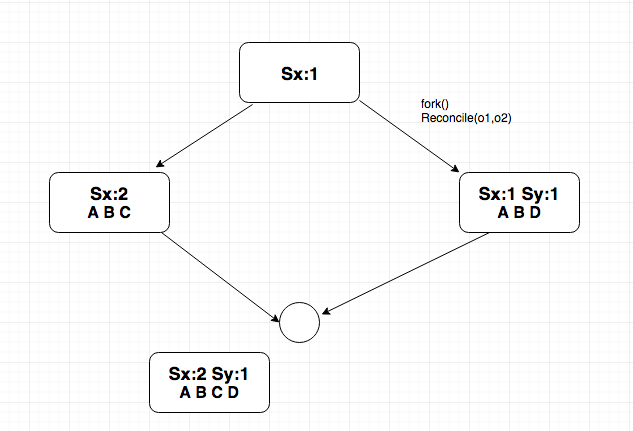 Sx:1
fork()
Reconcile(o1,o2)
Sx:2
A B C
Sx:1 Sy:1
A B D
Sx:2 Sy:1
A B C D